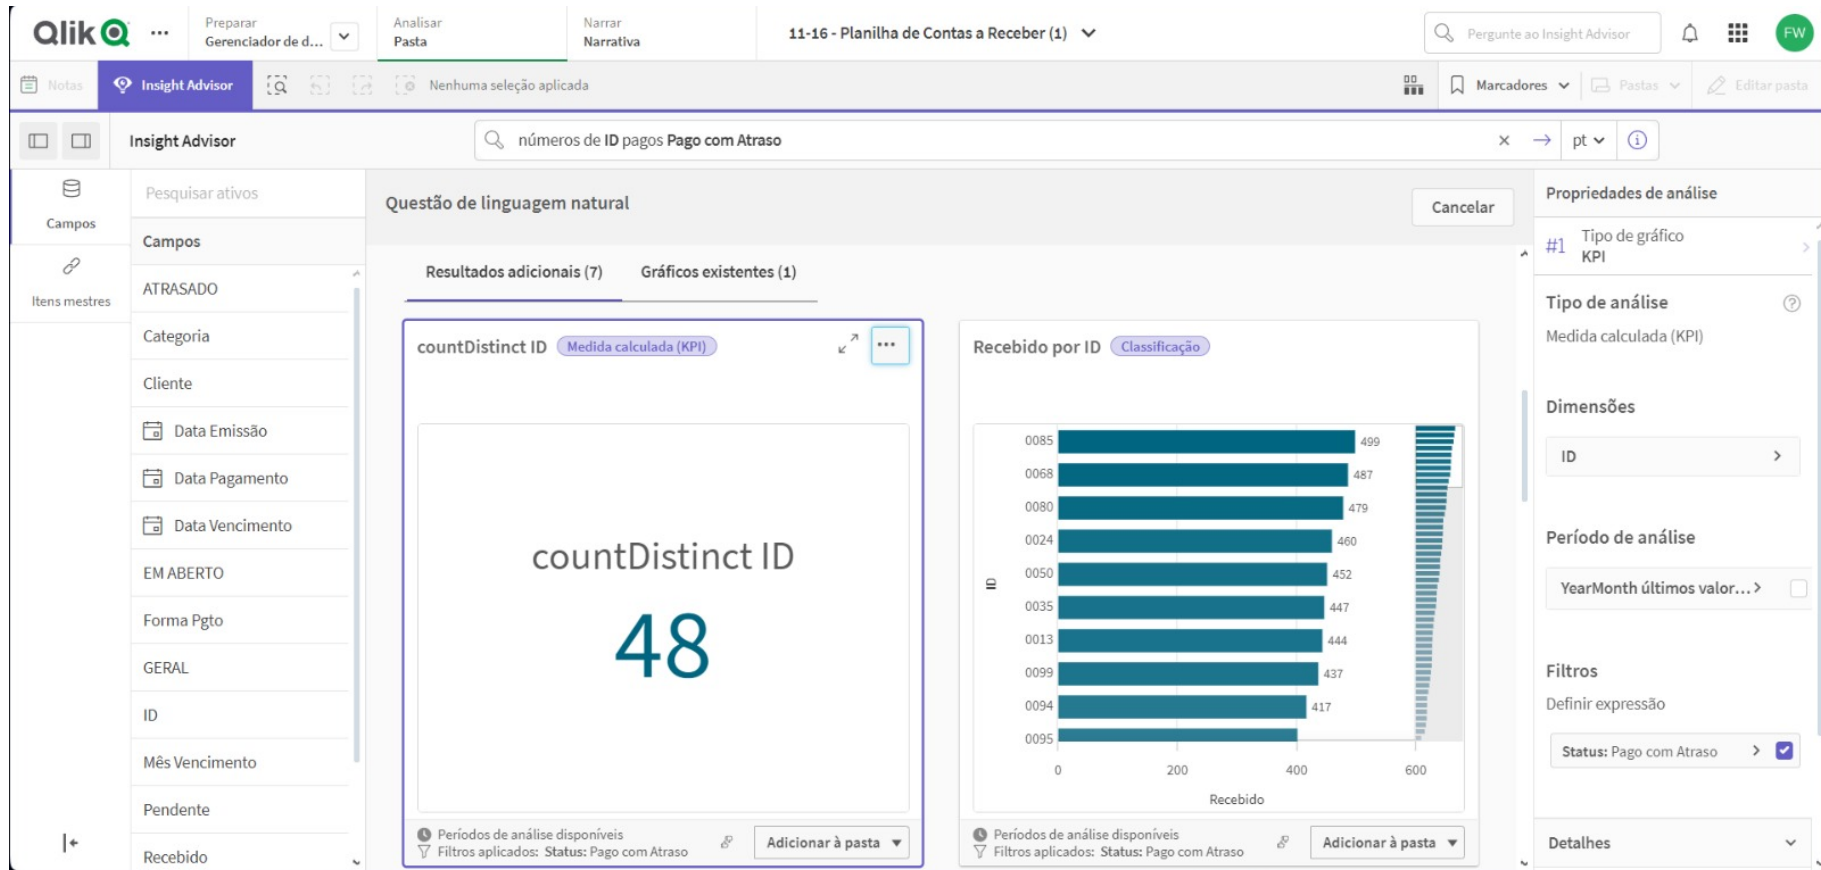 Qlik
Preparar
Gerenciador de d...
Analisar
Pasta
Narrar
Narrativa
11-16 - Planilha de Contas a Receber (1)
Pergunte ao Insight Advisor
FW
Notas
Insight Advisor
Nenhuma seleção aplicada
Marcadores
Pastas
Editar pasta
Insight Advisor
números de ID pagos Pago com Atraso
pt
Campos
Itens mestres
Pesquisar ativos
Campos
ATRASADO
Categoria
Cliente
Data Emissão
Data Pagamento
Data Vencimento
EM ABERTO
Forma Pgto
GERAL
ID
Mês Vencimento
Pendente
Recebido
Questão de linguagem natural
Cancelar
Resultados adicionais (7)
Gráficos existentes (1)
countDistinct ID
Medida calculada (KPI)
countDistinct ID
48
Períodos de análise disponíveis
Filtros aplicados: Status: Pago com Atraso
Adicionar à pasta
Recebido por ID
Classificação
ID
0085 499
0068 487
0080 479
0024 460
0050 452
0035 447
0013 444
0099 437
0094 417
0095
0 200 400 600
Recebido
Períodos de análise disponíveis
Filtros aplicados: Status: Pago com Atraso
Adicionar à pasta
Propriedades de análise
#1
Tipo de gráfico
KPI
Tipo de análise
Medida calculada (KPI)
Dimensões
ID
Período de análise
YearMonth últimos valor...
Filtros
Definir expressão
Status: Pago com Atraso
Detalhes